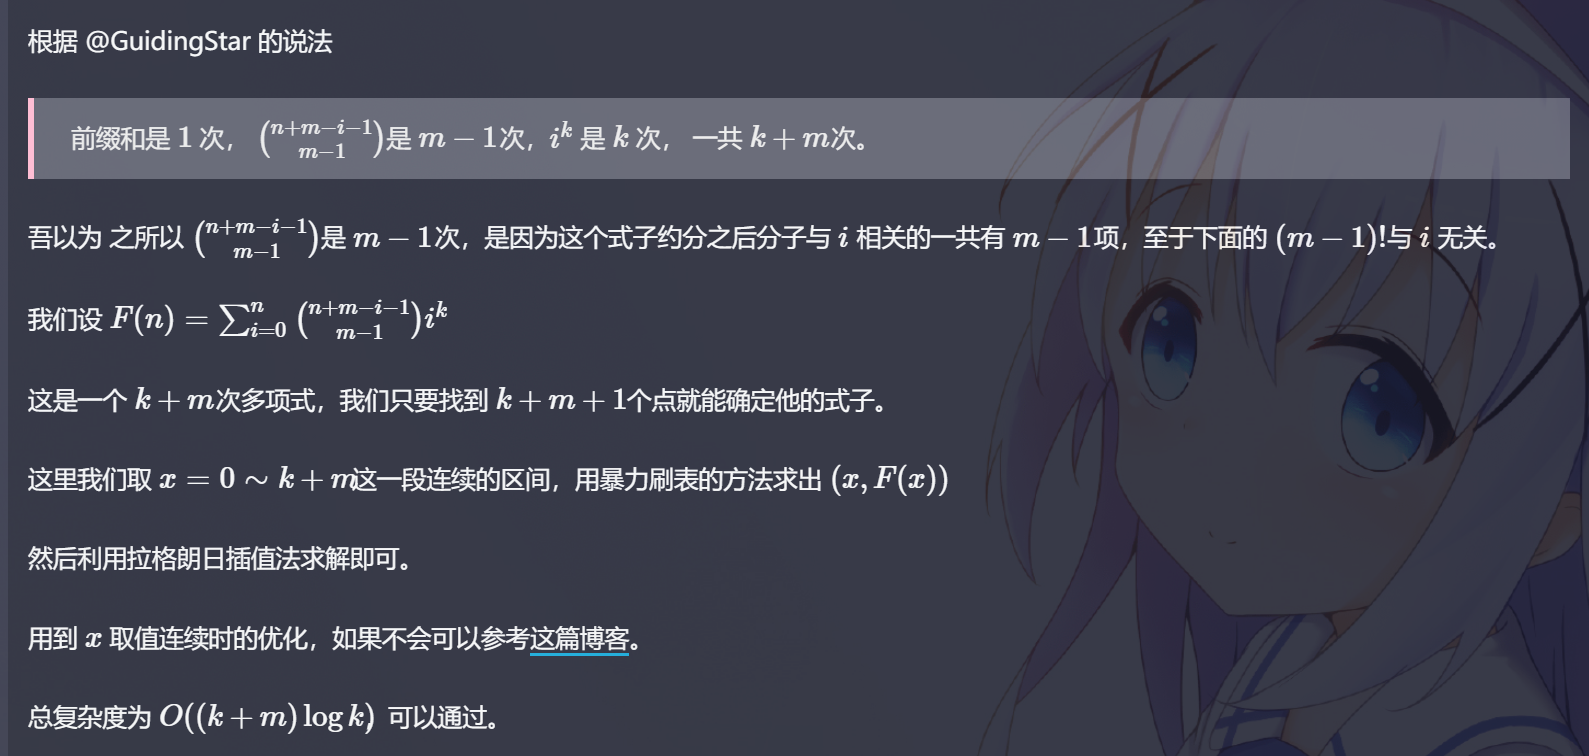 根据 @GuidingStar 的说法
前缀和是 1 次， $\binom{n+m-i-1}{m-1}$是 $m-1$次，$i^k$ 是 $k$ 次， 一共 $k+m$次。
吾以为 之所以 $\binom{n+m-i-1}{m-1}$是 $m-1$次，是因为这个式子约分之后分子与 $i$ 相关的一共有 $m-1$项，至于下面的 $(m-1)!$与 $i$ 无关。
我们设 $F(n)=\sum_{i=0}^{n}\binom{n+m-i-1}{m-1}i^k$
这是一个 $k+m$次多项式，我们只要找到 $k+m+1$个点就能确定他的式子。
这里我们取 $x=0\sim k+m$这一段连续的区间，用暴力刷表的方法求出 $(x,F(x))$
然后利用拉格朗日插值法求解即可。
用到 $x$ 取值连续时的优化，如果不会可以参考这篇博客。
总复杂度为 $O((k+m)\log k)$，可以通过。